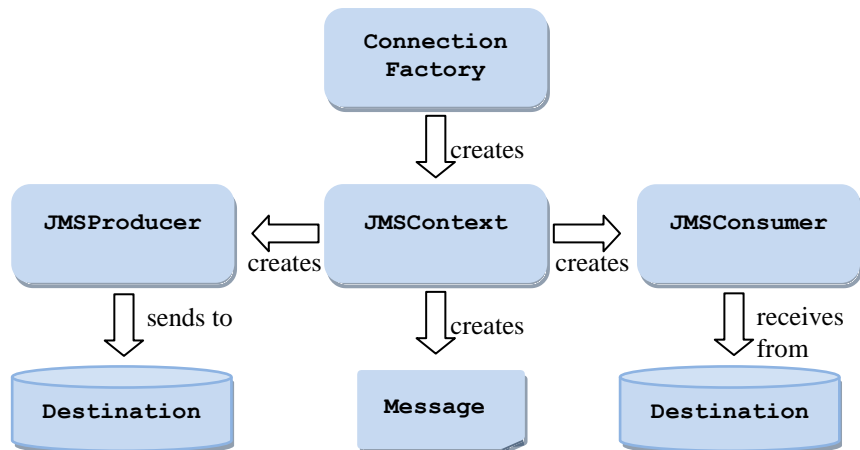 Connection
Factory
creates
JMSProducer
JMSContext
JMSConsumer
creates
creates
sends to
creates
receives
from
Destination
Message
Destination